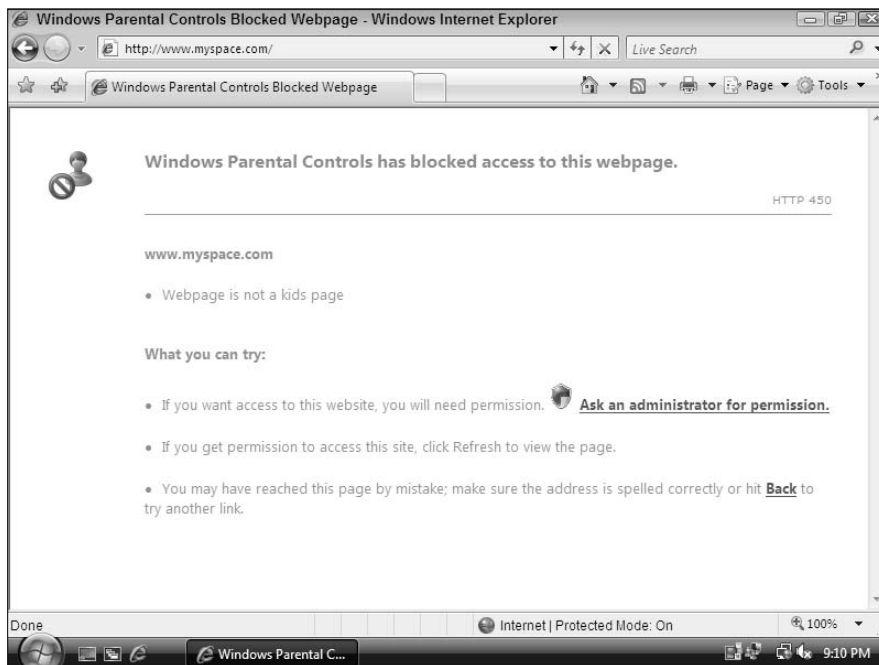 Windows Parental Controls Blocked Webpage - Windows Internet Explorer
http://www.myspace.com/
Live Search
Windows Parental Controls Blocked Webpage
Page
Tools
Windows Parental Controls has blocked access to this webpage.
HTTP 450
www.myspace.com
• Webpage is not a kids page
What you can try:
• If you want access to this website, you will need permission. Ask an administrator for permission.
• If you get permission to access this site, click Refresh to view the page.
• You may have reached this page by mistake; make sure the address is spelled correctly or hit Back to
try another link.
Done
Internet | Protected Mode: On
100%
Windows Parental C...
9:10 PM